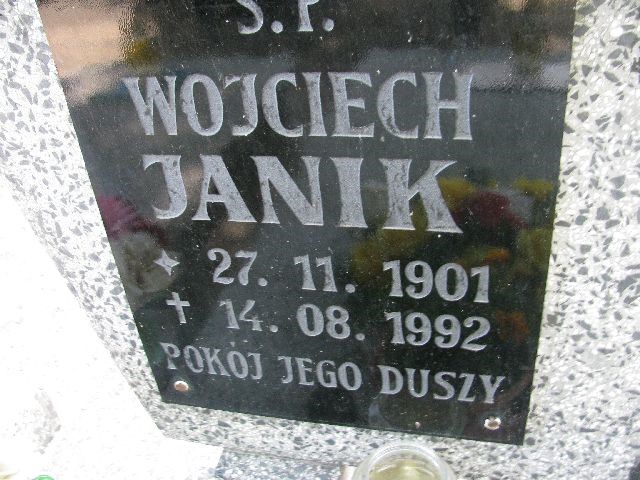 Ś.P.
WOJCIECH
JANIK
27. 11. 1901
14. 08. 1992
POKÓJ JEGO DUSZY